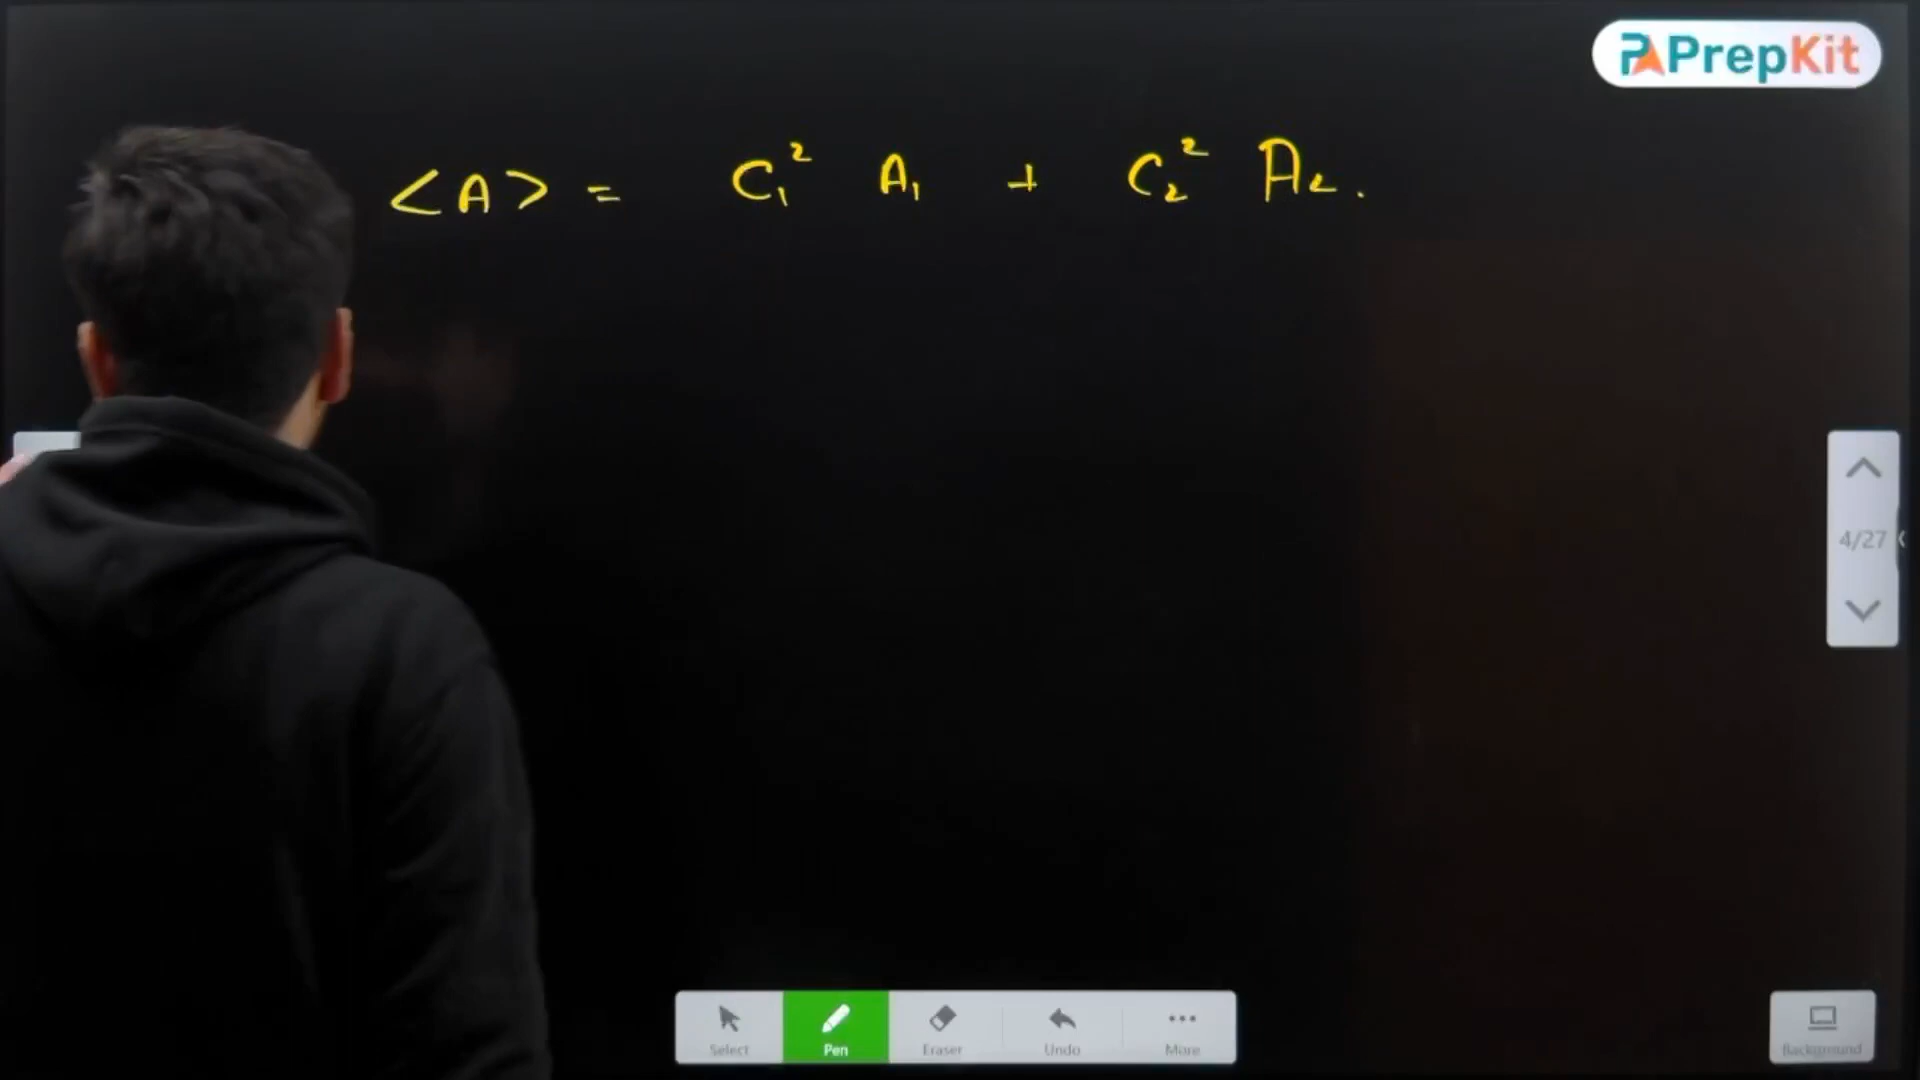 PrepKit
<A> = C₁² A₁ + C₂² A₂.
4/27
Select Pen Eraser Undo More
Background